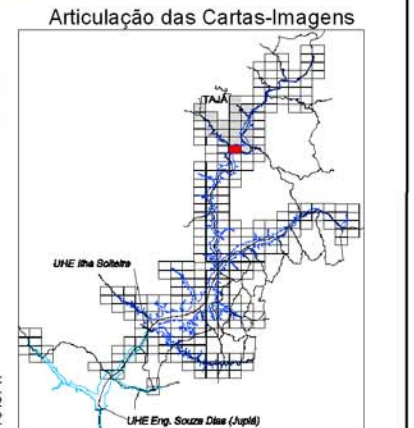 Articulação das Cartas-Imagens
TAJÁ
UHE Ilha Solteira
UHE Eng. Souza Dias (Jupiá)